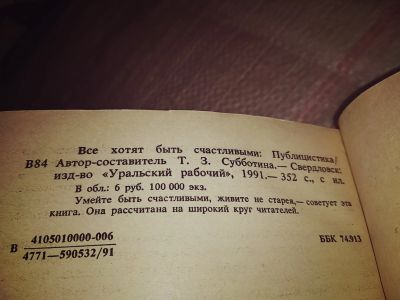 Все хотят быть счастливыми: Публицистика/
В84 Автор-составитель Т. З. Субботина.— Свердловск:
изд-во «Уральский рабочий», 1991.— 352 с., с ил.
В обл.: 6 руб. 100 000 экз.
Умейте быть счастливыми, живите не старея,— советует эта
книга. Она рассчитана на широкий круг читателей.
В 4105010000-006
4771—590532/91
ББК 74.913